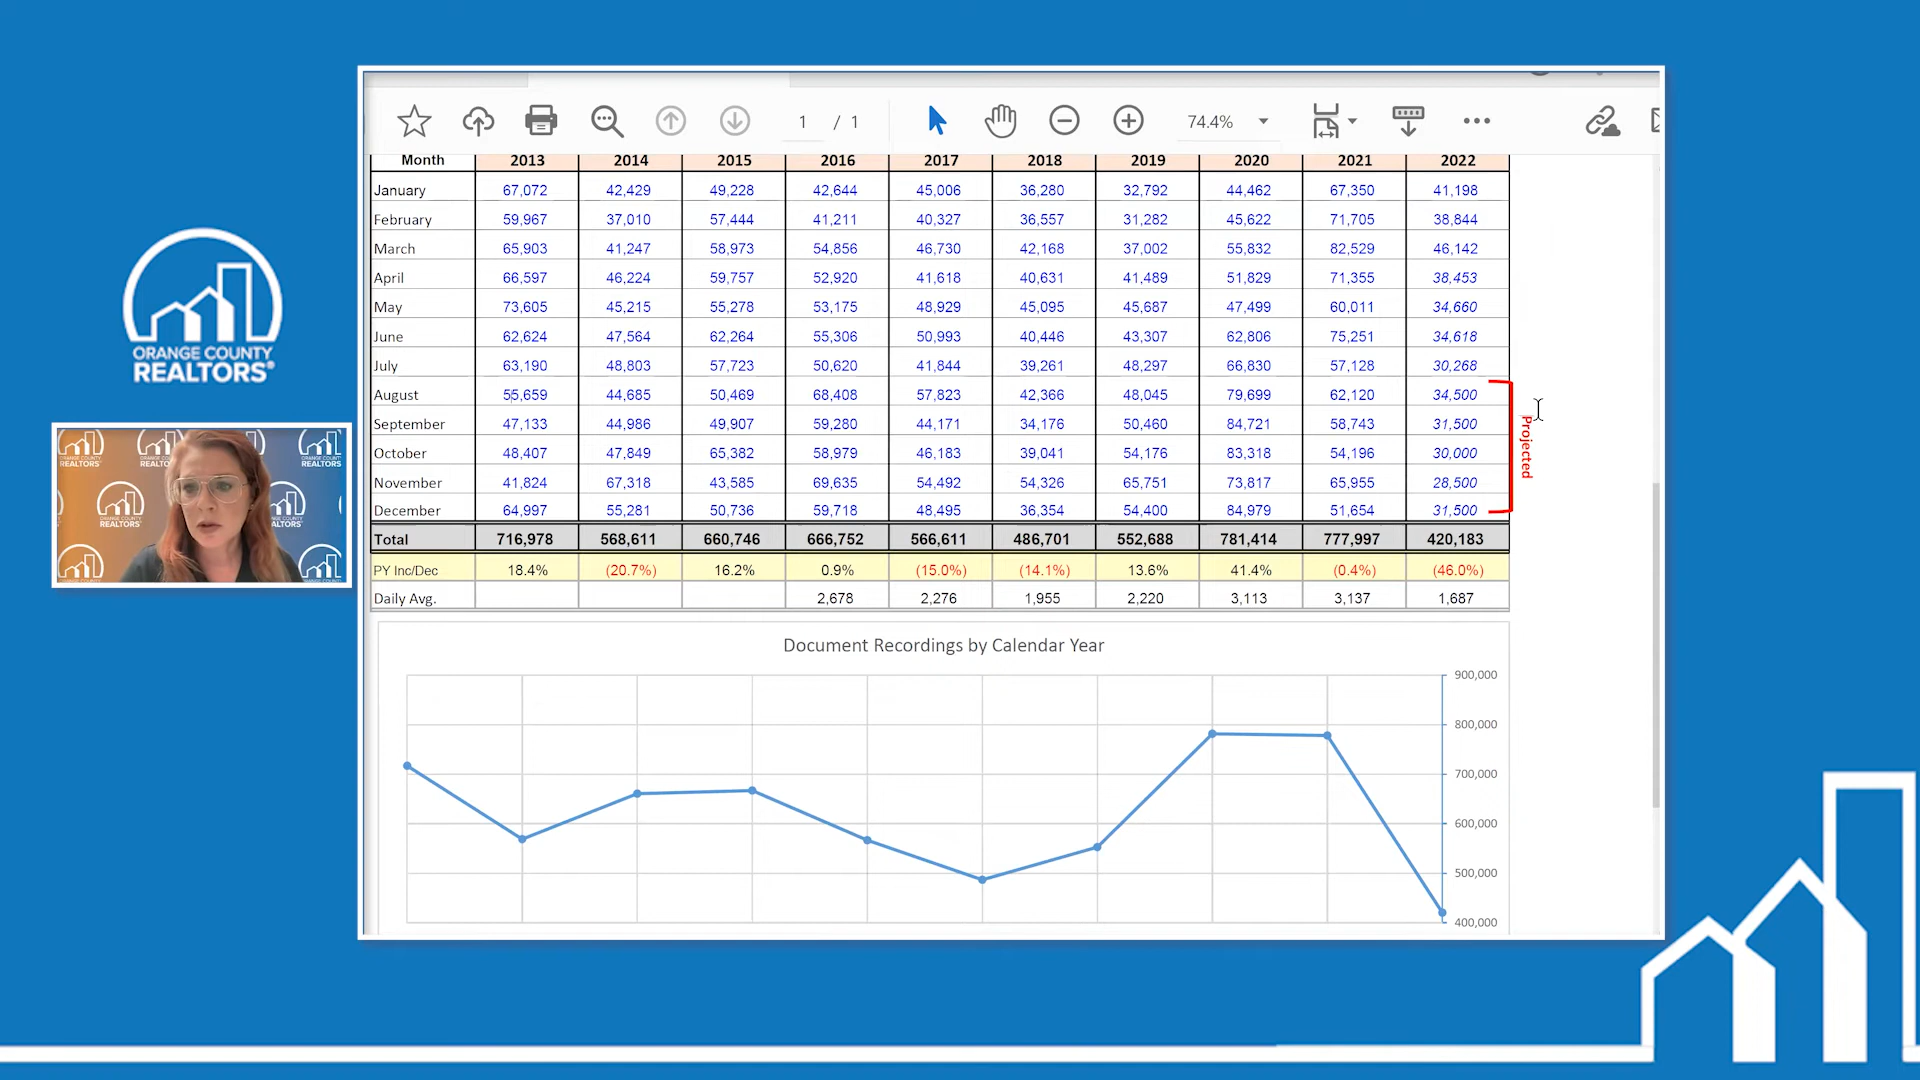 1 / 1
74.4%
Month 2013 2014 2015 2016 2017 2018 2019 2020 2021 2022
January 67,072 42,429 49,228 42,644 45,006 36,280 32,792 44,462 67,350 41,198
February 59,967 37,010 57,444 41,211 40,327 36,557 31,282 45,622 71,705 38,844
March 65,903 41,247 58,973 54,856 46,730 42,168 37,002 55,832 82,529 46,142
April 66,597 46,224 59,757 52,920 41,618 40,631 41,489 51,829 71,355 38,453
May 73,605 45,215 55,278 53,175 48,929 45,095 45,687 47,499 60,011 34,660
June 62,624 47,564 62,264 55,306 50,993 40,446 43,307 62,806 75,251 34,618
July 63,190 48,803 57,723 50,620 41,844 39,261 48,297 66,830 57,128 30,268
August 55,659 44,685 50,469 68,408 57,823 42,366 48,045 79,699 62,120 34,500
September 47,133 44,986 49,907 59,280 44,171 34,176 50,460 84,721 58,743 31,500
October 48,407 47,849 65,382 58,979 46,183 39,041 54,176 83,318 54,196 30,000
November 41,824 67,318 43,585 69,635 54,492 54,326 65,751 73,817 65,955 28,500
December 64,997 55,281 50,736 59,718 48,495 36,354 54,400 84,979 51,654 31,500
Total 716,978 568,611 660,746 666,752 566,611 486,701 552,688 781,414 777,997 420,183
PY Inc/Dec 18.4% (20.7%) 16.2% 0.9% (15.0%) (14.1%) 13.6% 41.4% (0.4%) (46.0%)
Daily Avg. 2,678 2,276 1,955 2,220 3,113 3,137 1,687
Projected
Document Recordings by Calendar Year
900,000
800,000
700,000
600,000
500,000
400,000
ORANGE COUNTY
REALTORS®
ORANGE COUNTY
REALTORS®
REALTORS
ORANGE COUNTY
REALTORS